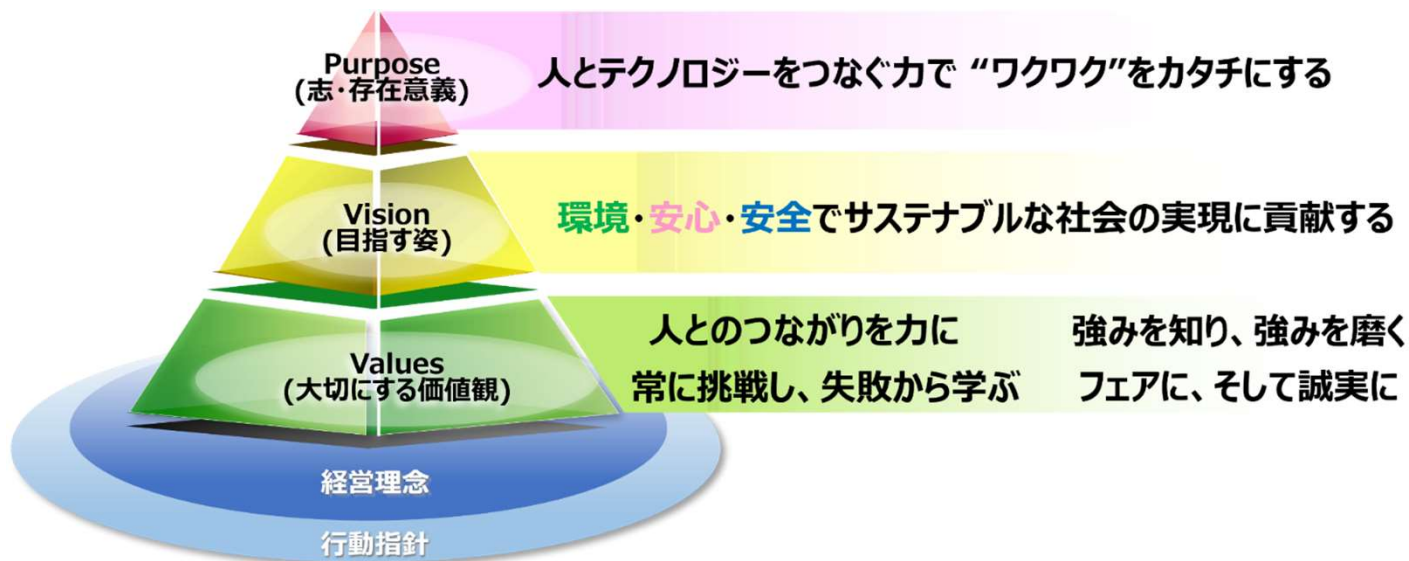 Purpose
(志・存在意義)
人とテクノロジーをつなぐ力で “ワクワク”をカタチにする
Vision
(目指す姿)
環境・安心・安全でサステナブルな社会の実現に貢献する
Values
(大切にする価値観)
人とのつながりを力に
強みを知り、強みを磨く
常に挑戦し、失敗から学ぶ
フェアに、そして誠実に
経営理念
行動指針